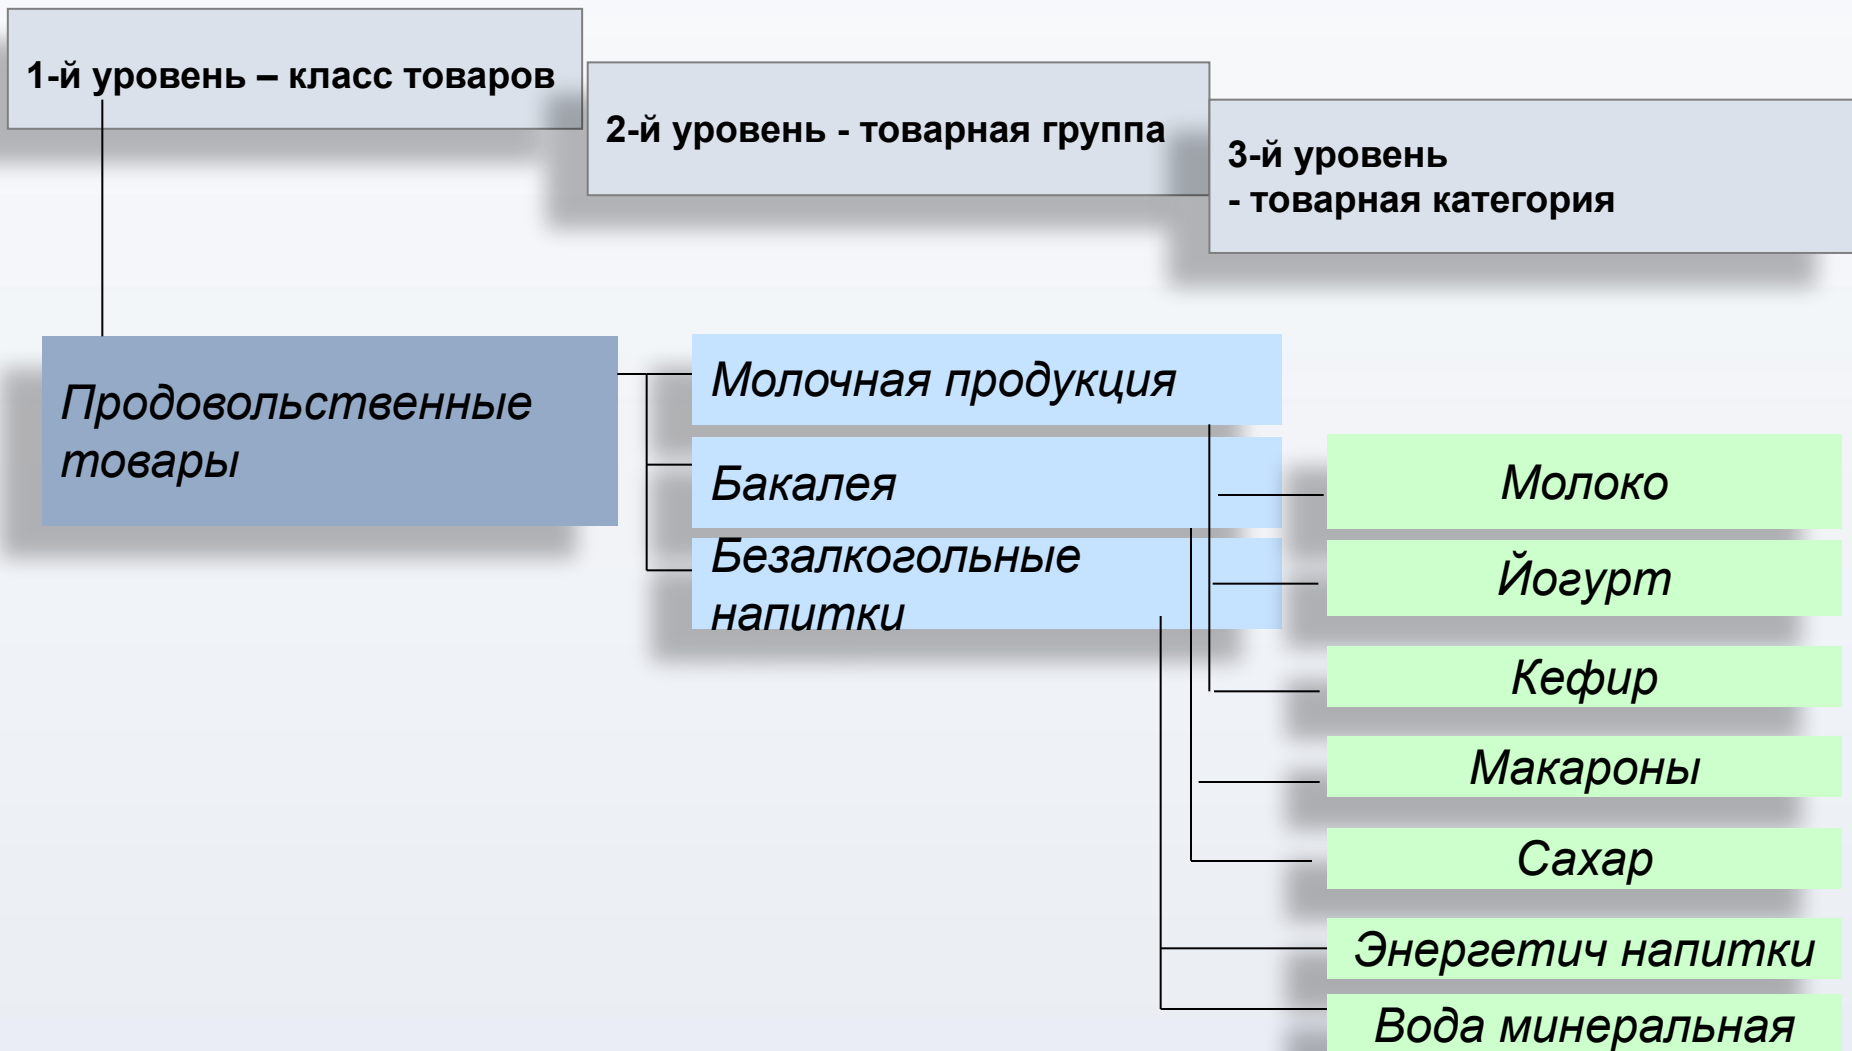 1-й уровень – класс товаров
2-й уровень - товарная группа
3-й уровень
- товарная категория
Продовольственные
товары
Молочная продукция
Бакалея
Безалкогольные
напитки
Молоко
Йогурт
Кефир
Макароны
Сахар
Энергетич напитки
Вода минеральная